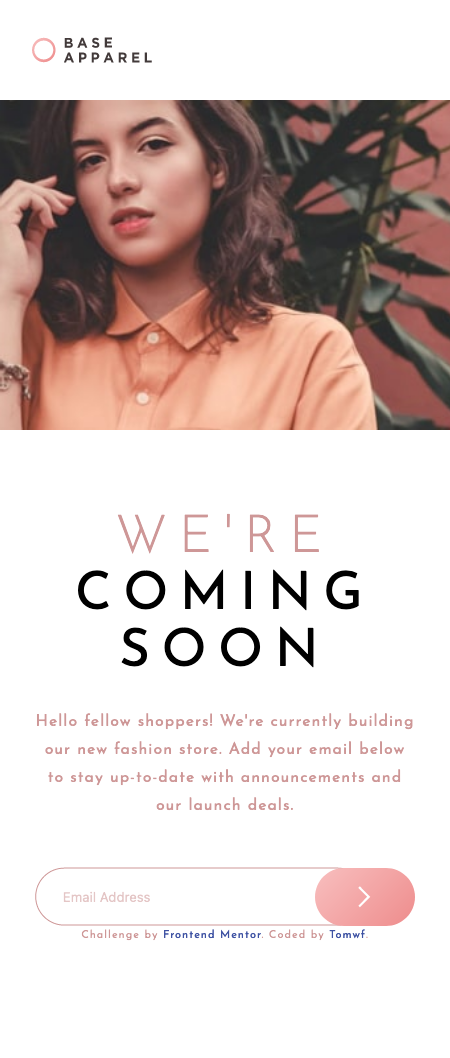 BASE
APPAREL
WE'RE
COMING
SOON
Hello fellow shoppers! We're currently building
our new fashion store. Add your email below
to stay up-to-date with announcements and
our launch deals.
Email Address
Challenge by Frontend Mentor. Coded by Tomwf.